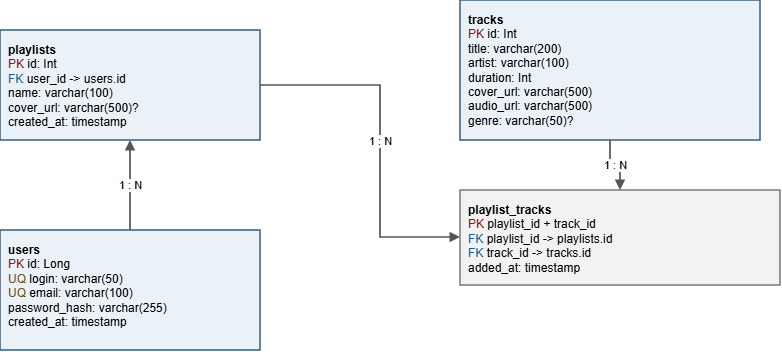 playlists
PK id: Int
FK user_id -> users.id
name: varchar(100)
cover_url: varchar(500)?
created_at: timestamp
tracks
PK id: Int
title: varchar(200)
artist: varchar(100)
duration: Int
cover_url: varchar(500)
audio_url: varchar(500)
genre: varchar(50)?
1 : N
1 : N
1 : N
users
PK id: Long
UQ login: varchar(50)
UQ email: varchar(100)
password_hash: varchar(255)
created_at: timestamp
playlist_tracks
PK playlist_id + track_id
FK playlist_id -> playlists.id
FK track_id -> tracks.id
added_at: timestamp